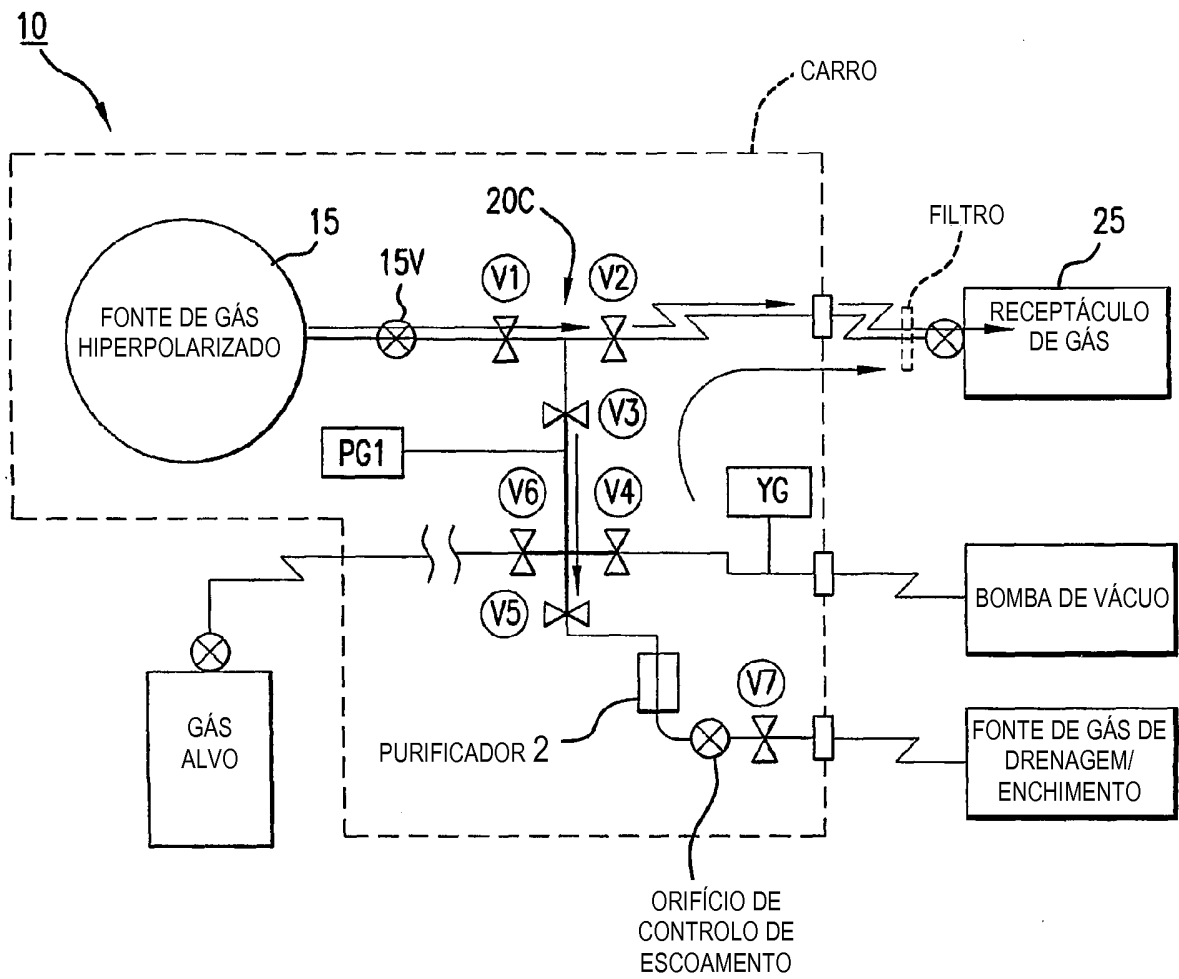 10
CARRO
20C
FILTRO
25
15
15V
V1
V2
FONTE DE GÁS
HIPERPOLARIZADO
RECEPTÁCULO
DE GÁS
V3
PG1
V6
V4
YG
V5
BOMBA DE VÁCUO
GÁS
ALVO
V7
PURIFICADOR 2
FONTE DE GÁS DE
DRENAGEM/
ENCHIMENTO
ORIFÍCIO DE
CONTROLO DE
ESCOAMENTO